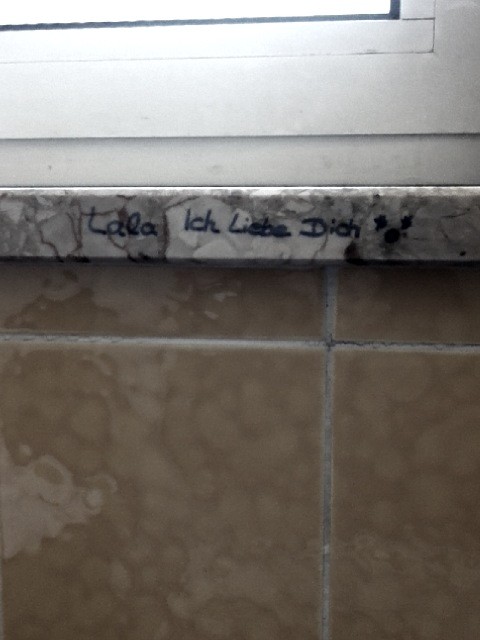 Lala Ich Liebe Dich *•*